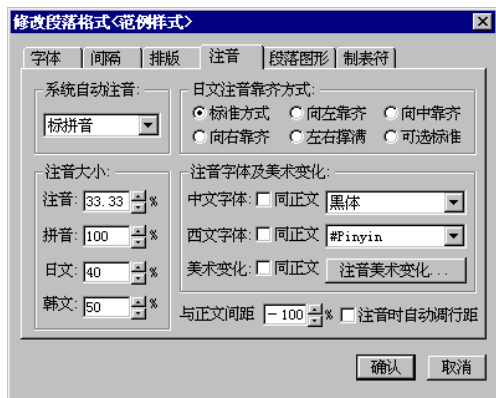 修改段落格式<范例样式>
字体 间隔 排版 注音 段落图形 制表符
系统自动注音:
标拼音
日文注音靠齐方式:
标准方式 向左靠齐 向中靠齐
向右靠齐 左右撑满 可选标准
注音大小:
注音: 33.33 %
拼音: 100 %
日文: 40 %
韩文: 50 %
注音字体及美术变化:
中文字体: 同正文 黑体
西文字体: 同正文 #Pinyin
美术变化: 同正文 注音美术变化...
与正文间距 -100 % 注音时自动调行距
确认 取消